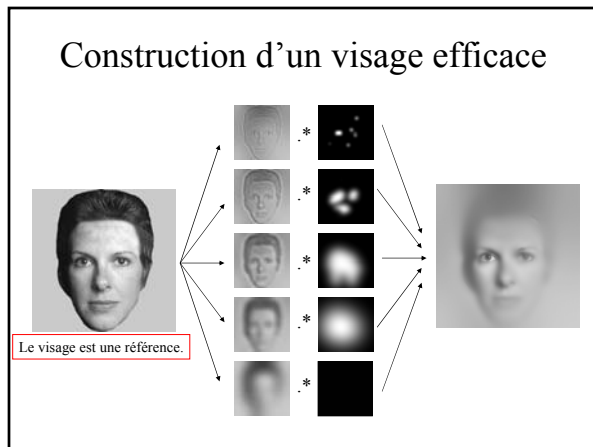 Construction d’un visage efficace
.*
.*
.*
.*
.*
Le visage est une référence.